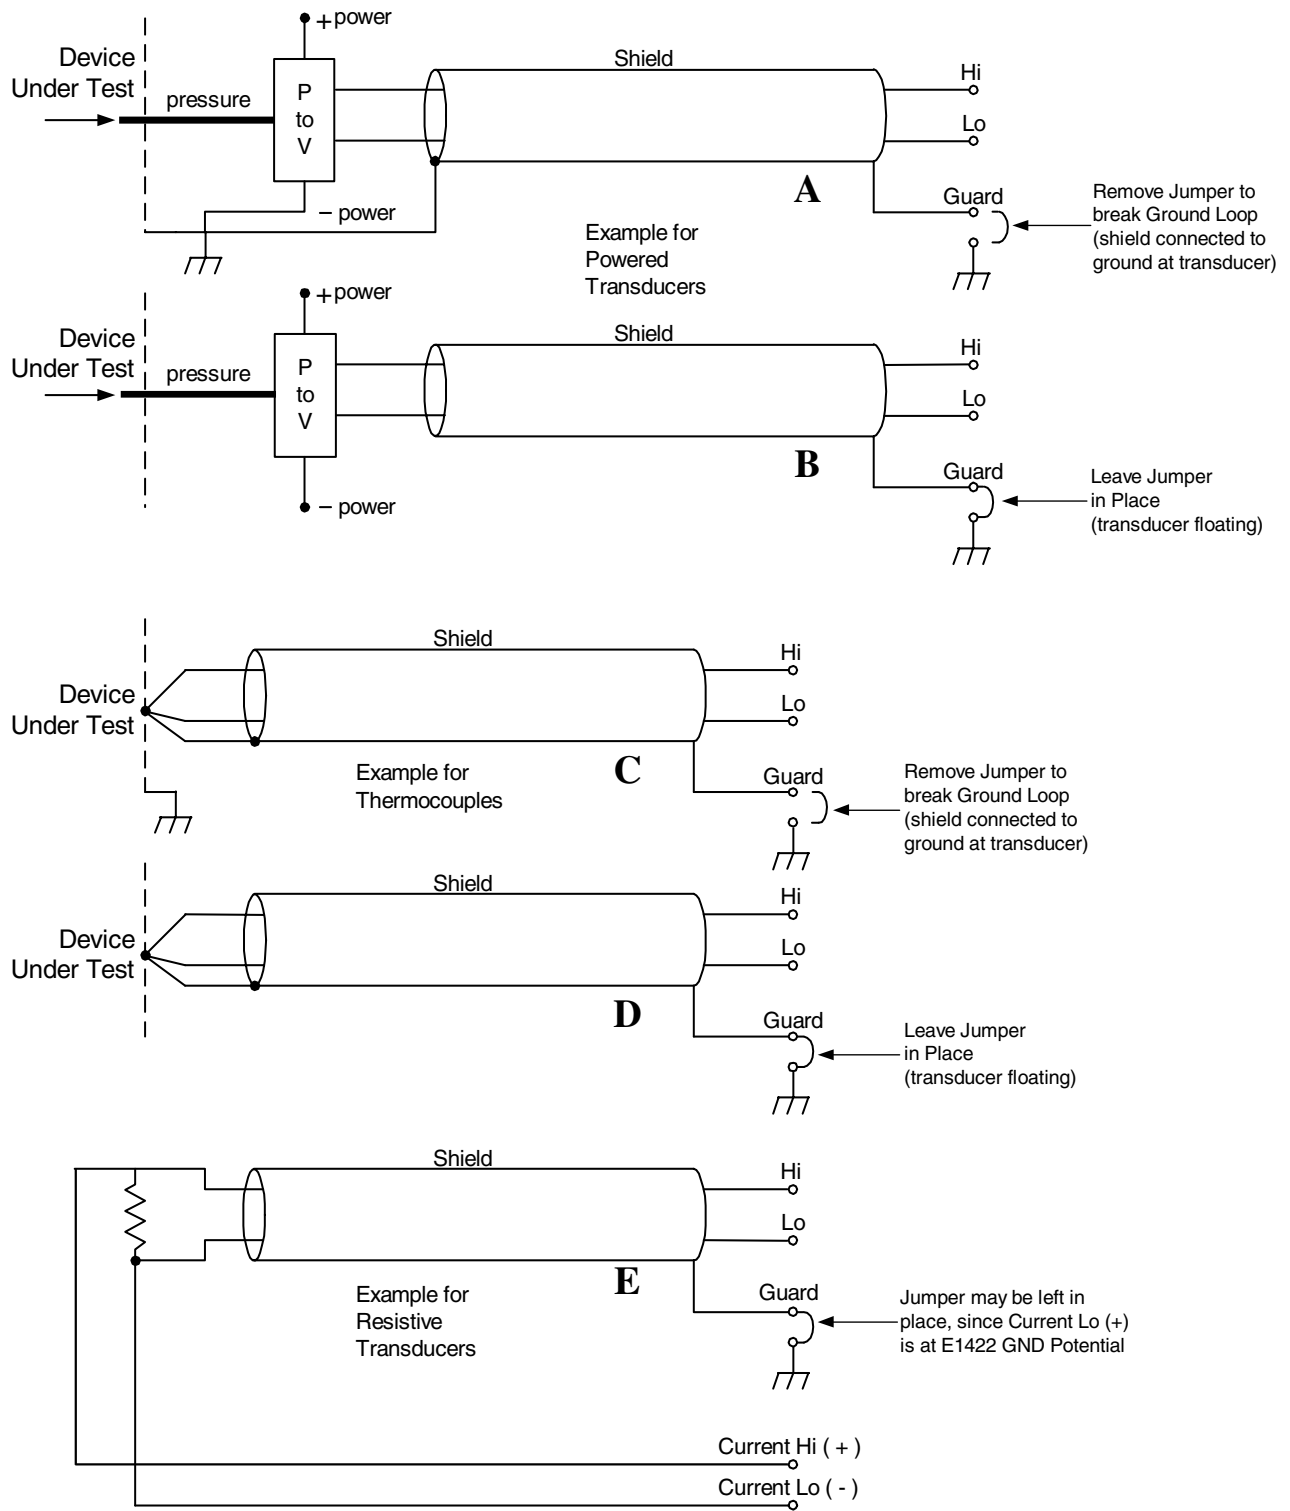 +power
Device
Under Test
pressure
P
to
V
Shield
Hi
Lo
A
Guard
Remove Jumper to
break Ground Loop
(shield connected to
ground at transducer)
– power
Example for
Powered
Transducers
+power
Device
Under Test
pressure
P
to
V
Shield
Hi
Lo
B
Guard
Leave Jumper
in Place
(transducer floating)
– power
Shield
Hi
Lo
Device
Under Test
Example for
Thermocouples
C
Guard
Remove Jumper to
break Ground Loop
(shield connected to
ground at transducer)
Shield
Hi
Lo
Device
Under Test
D
Guard
Leave Jumper
in Place
(transducer floating)
Shield
Hi
Lo
Example for
Resistive
Transducers
E
Guard
Jumper may be left in
place, since Current Lo (+)
is at E1422 GND Potential
Current Hi ( + )
Current Lo ( - )